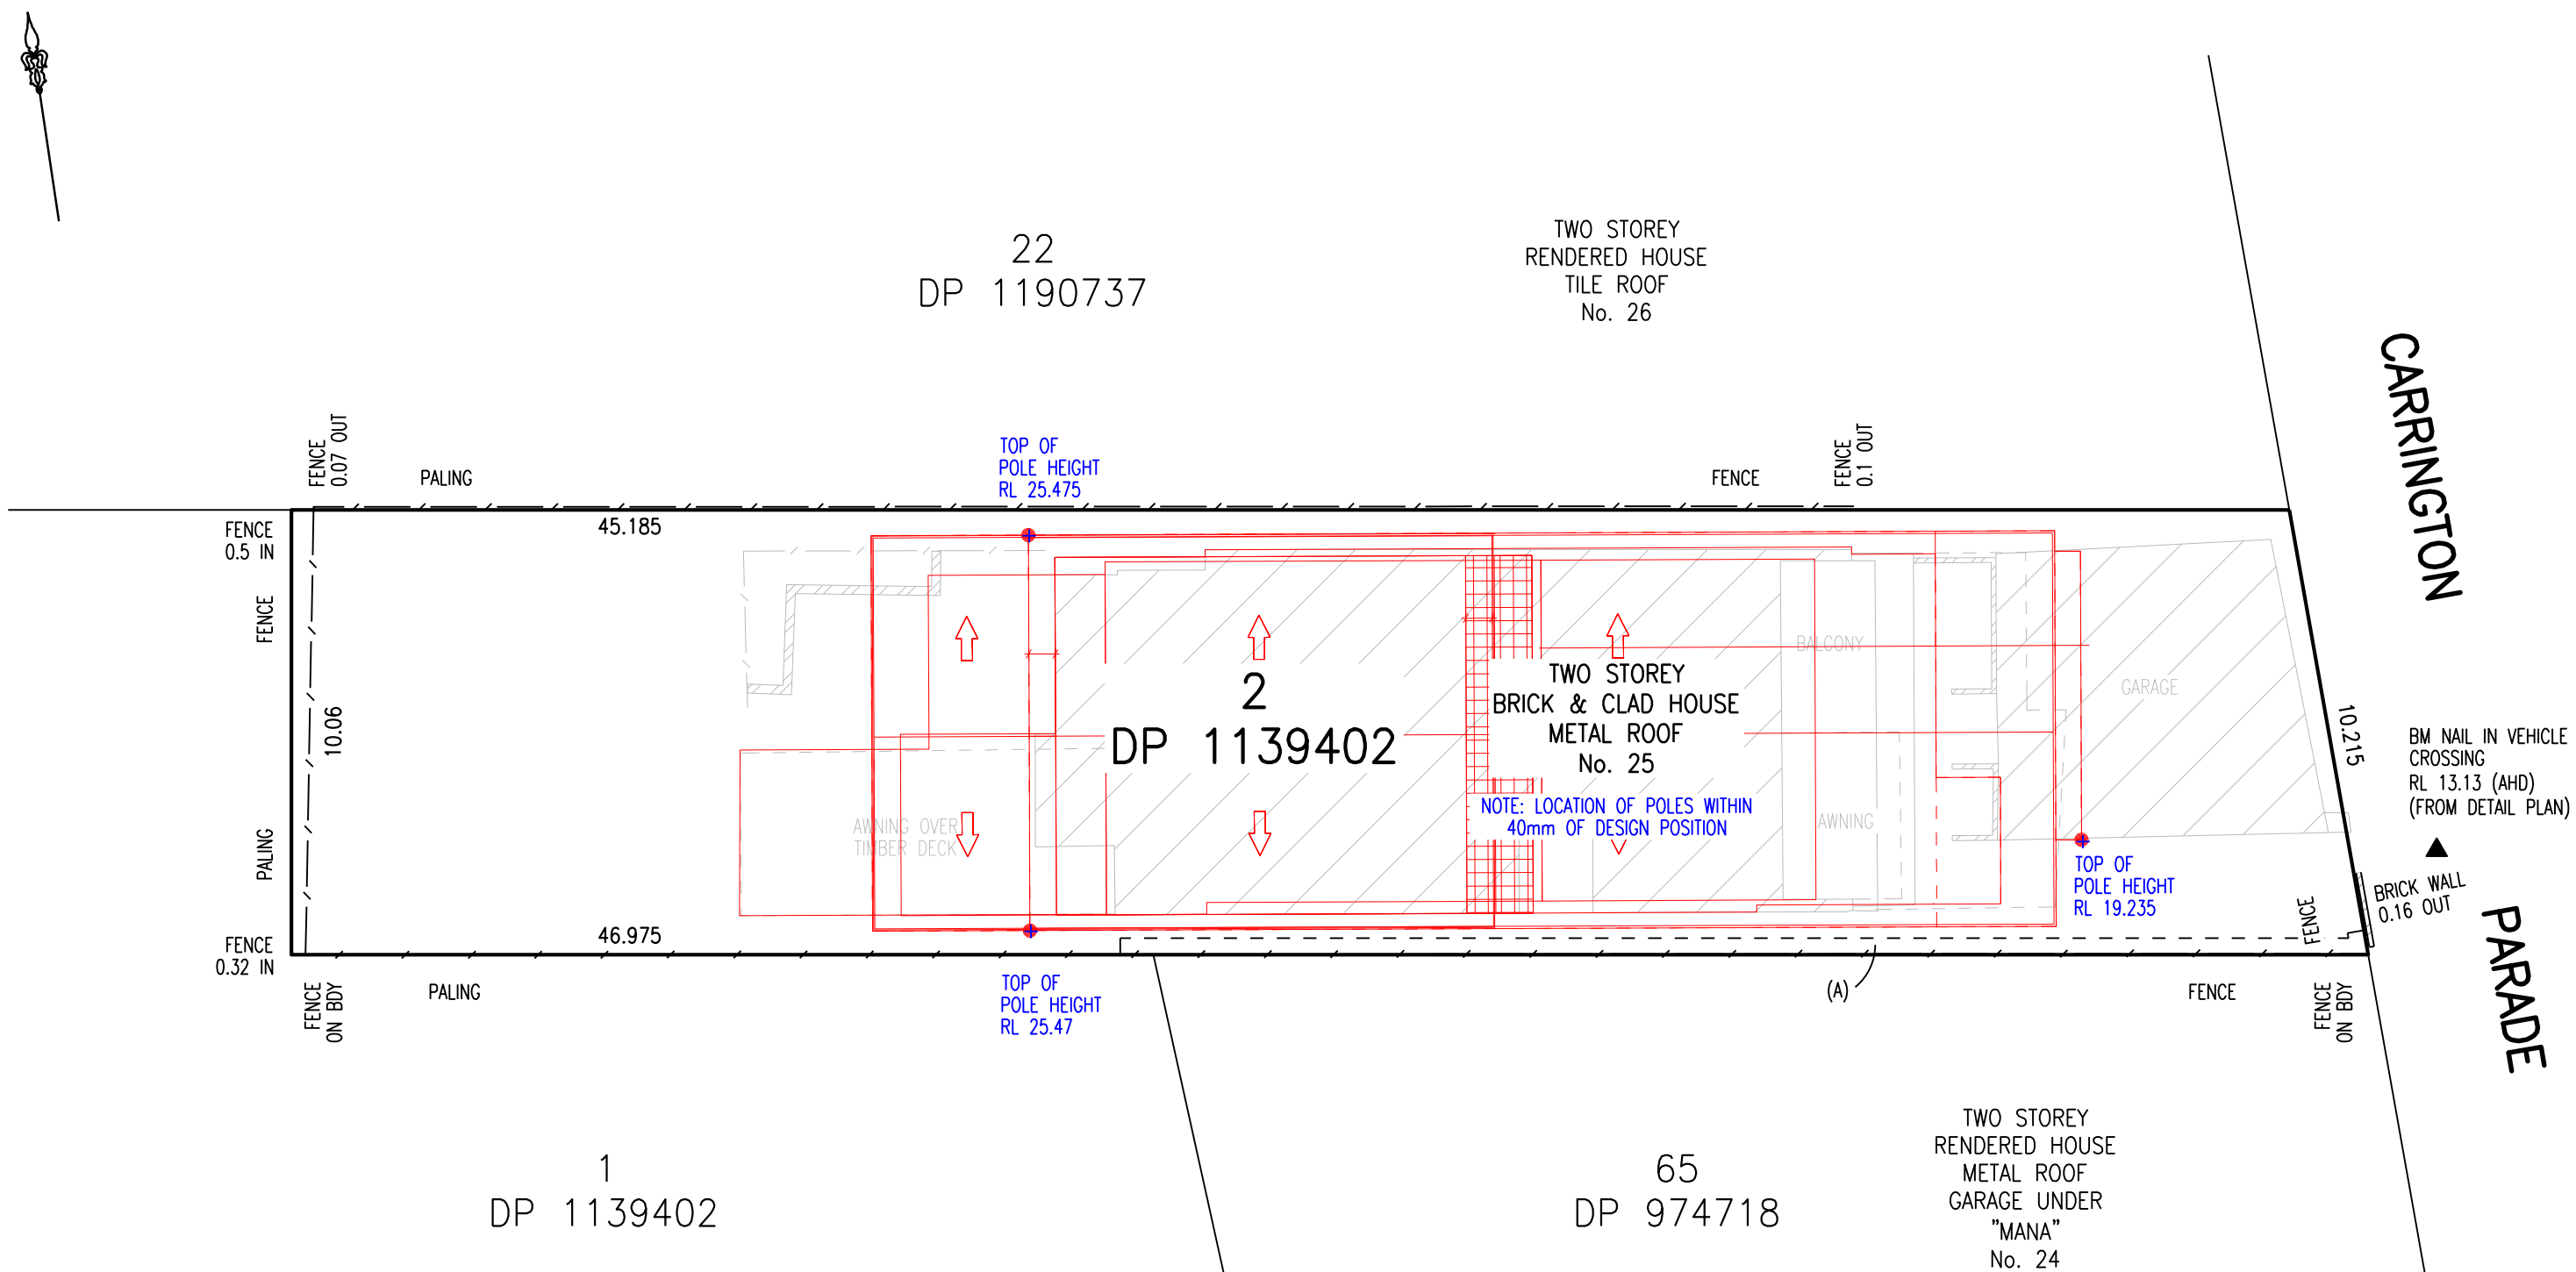 22
DP 1190737
TWO STOREY
RENDERED HOUSE
TILE ROOF
No. 26
CARRINGTON
PARADE
FENCE
0.07 OUT
PALING
TOP OF
POLE HEIGHT
RL 25.475
FENCE
FENCE
0.1 OUT
FENCE
0.5 IN
45.185
FENCE
PALING
10.06
BALCONY
GARAGE
2
DP 1139402
TWO STOREY
BRICK & CLAD HOUSE
METAL ROOF
No. 25
NOTE: LOCATION OF POLES WITHIN
40mm OF DESIGN POSITION
AWNING OVER
TIMBER DECK
AWNING
10.215
BM NAIL IN VEHICLE
CROSSING
RL 13.13 (AHD)
(FROM DETAIL PLAN)
TOP OF
POLE HEIGHT
RL 19.235
BRICK WALL
0.16 OUT
FENCE
46.975
FENCE
0.32 IN
FENCE
ON BDY
PALING
TOP OF
POLE HEIGHT
RL 25.47
(A)
FENCE
FENCE
ON BDY
1
DP 1139402
65
DP 974718
TWO STOREY
RENDERED HOUSE
METAL ROOF
GARAGE UNDER
"MANA"
No. 24